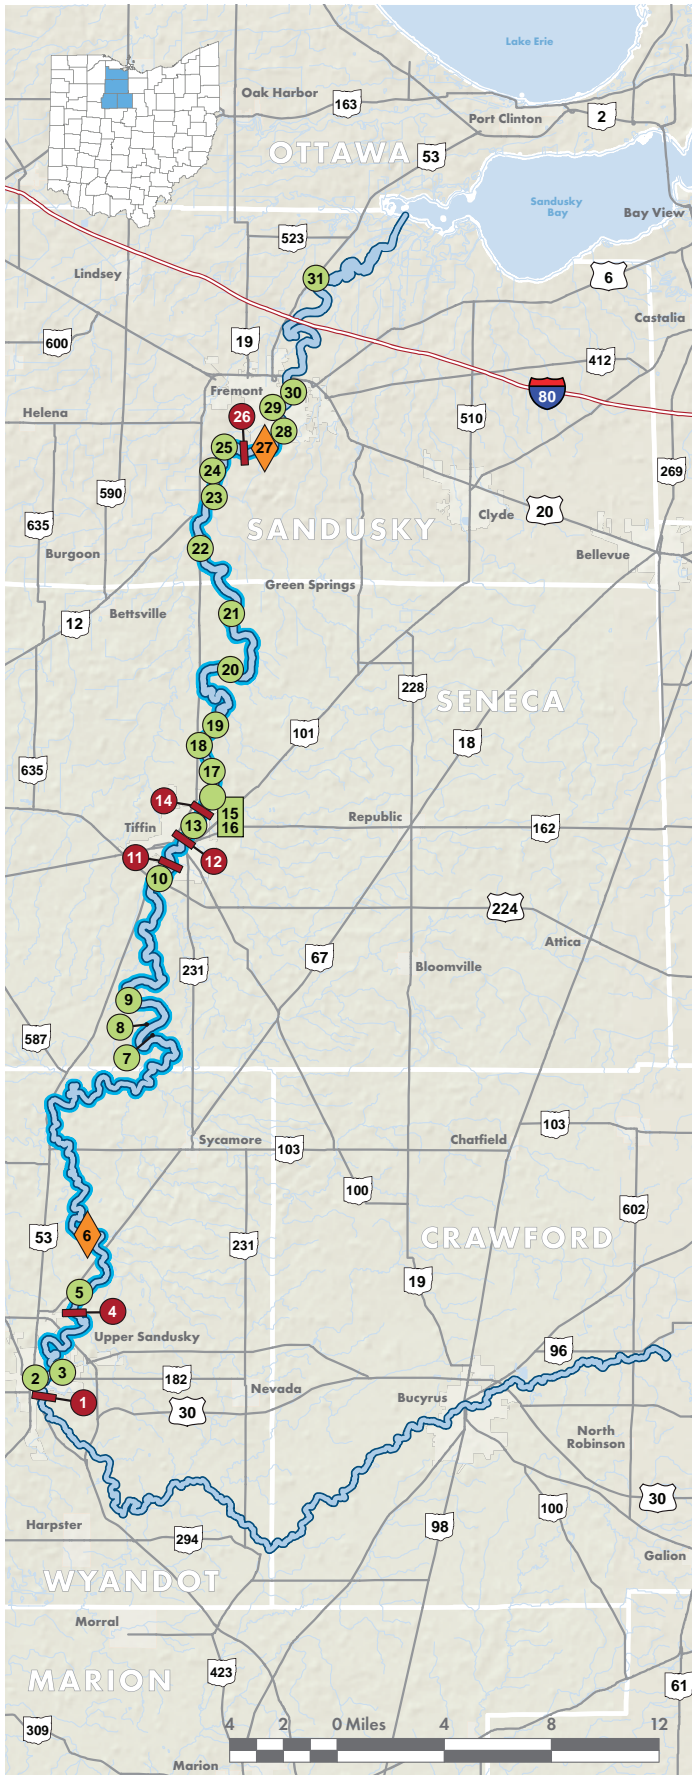 Lake Erie
Oak Harbor
163
Port Clinton
2
OTTAWA
53
Sandusky
Bay
Bay View
523
Lindsey
31
6
Castalia
600
19
412
Fremont
30
80
29
Helena
26
510
28
25
27
24
269
590
23
635
SANDUSKY
Clyde
20
Burgoon
22
Bellevue
Green Springs
Bettsville
21
12
20
228
SENECA
19
101
18
18
635
17
14
15
16
Tiffin
13
Republic
162
11
12
10
224
Attica
67
231
Bloomville
9
8
587
7
Sycamore
103
Chatfield
103
100
602
53
6
231
CRAWFORD
19
5
4
Upper Sandusky
96
2
3
182
Nevada
1
30
Bucyrus
North
Robinson
30
100
Harpster
98
294
Galion
WYANDOT
Morral
MARION
423
61
309
4
2
0 Miles
4
8
12
Marion